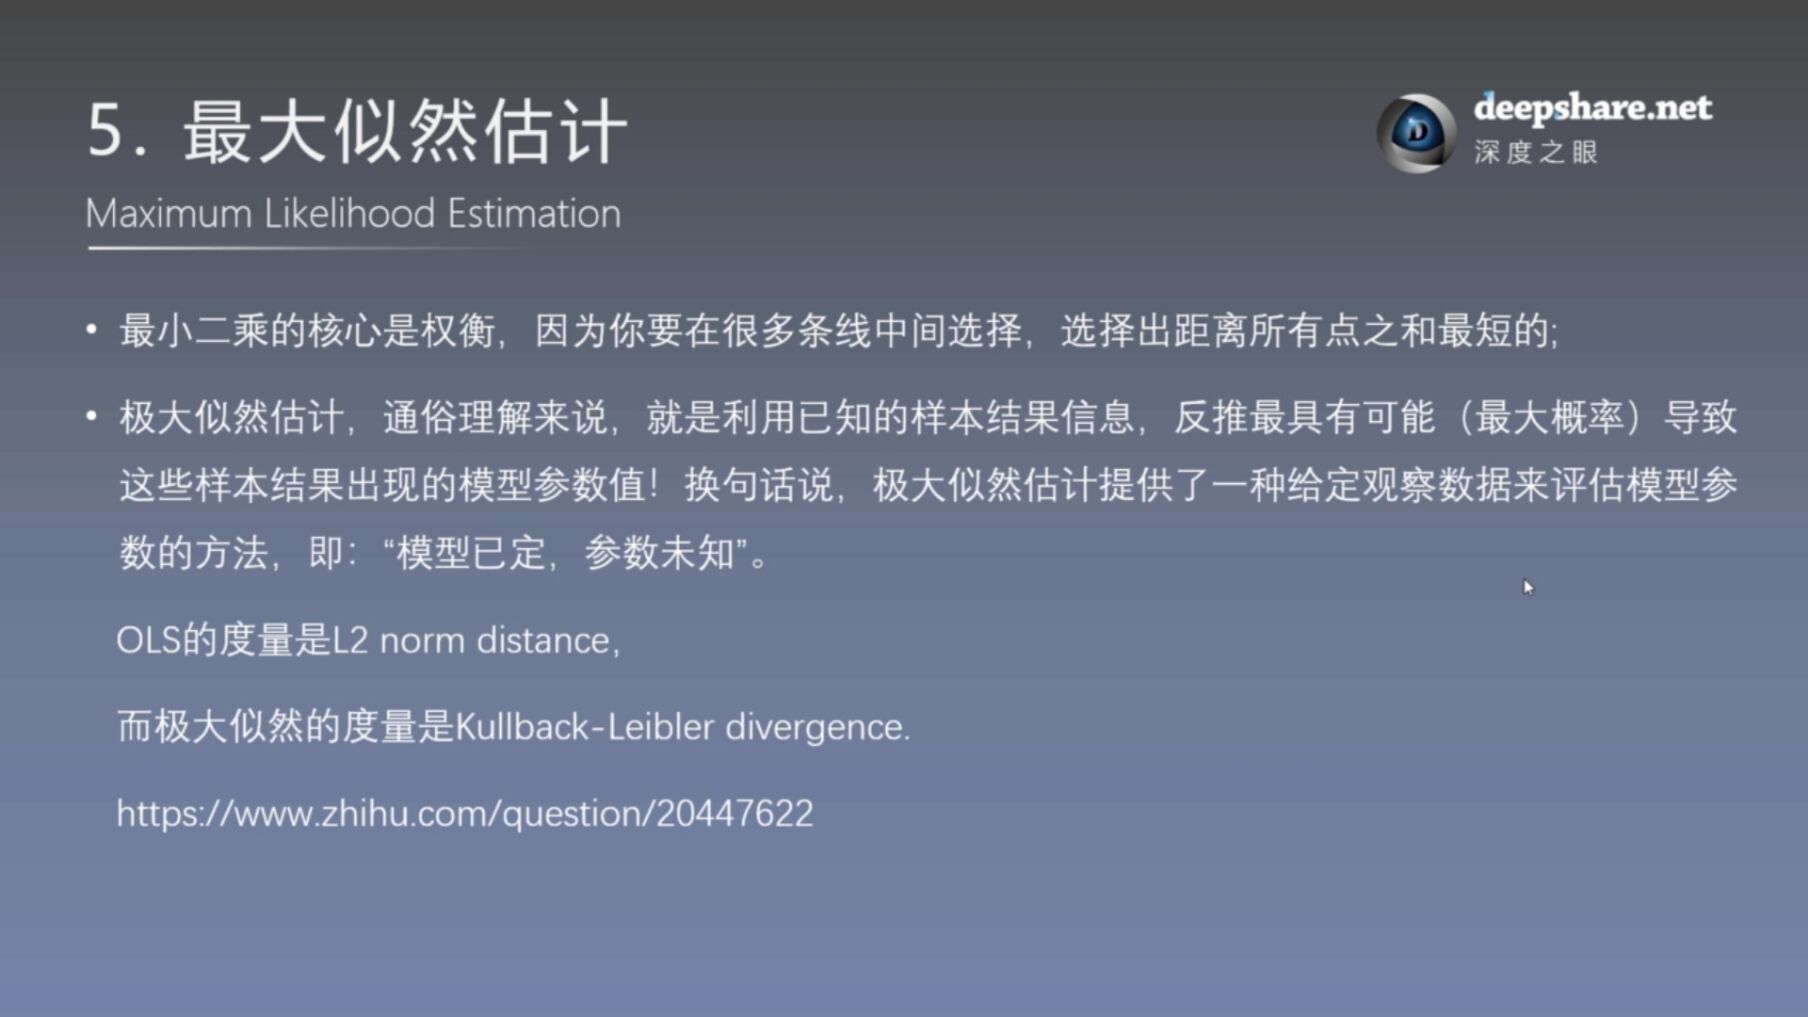 5. 最大似然估计
deepshare.net
深度之眼
Maximum Likelihood Estimation
• 最小二乘的核心是权衡，因为你要在很多条线中间选择，选择出距离所有点之和最短的;
• 极大似然估计，通俗理解来说，就是利用已知的样本结果信息，反推最具有可能（最大概率）导致
这些样本结果出现的模型参数值！换句话说，极大似然估计提供了一种给定观察数据来评估模型参
数的方法，即：“模型已定，参数未知”。
OLS的度量是L2 norm distance，
而极大似然的度量是Kullback-Leibler divergence.
https://www.zhihu.com/question/20447622